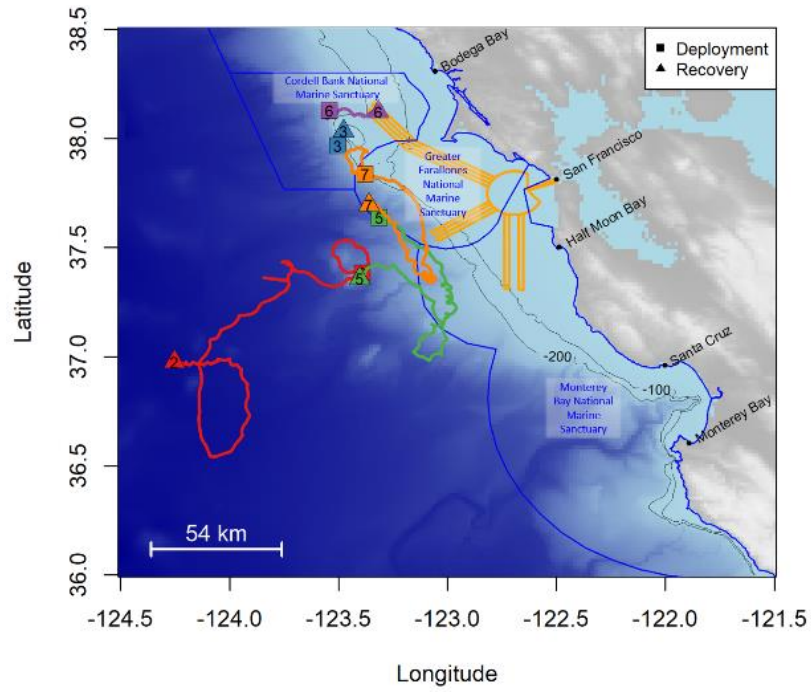 38.5
38.0
37.5
37.0
36.5
36.0
Latitude
Deployment
Recovery
Bodega Bay
Cordell Bank National
Marine Sanctuary
6
6
3
3
7
Greater
Farallones
National
Marine
Sanctuary
San Francisco
7
5
Half Moon Bay
5
2
-200
Santa Cruz
-100
Monterey
Bay National
Marine
Sanctuary
Monterey Bay
54 km
-124.5
-124.0
-123.5
-123.0
-122.5
-122.0
-121.5
Longitude